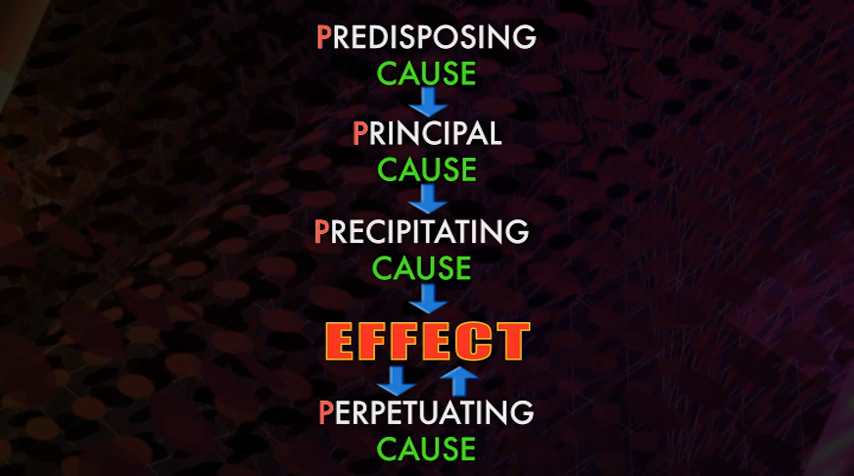 PREDISPOSING
CAUSE
PRINCIPAL
CAUSE
PRECIPITATING
CAUSE
EFFECT
PERPETUATING
CAUSE